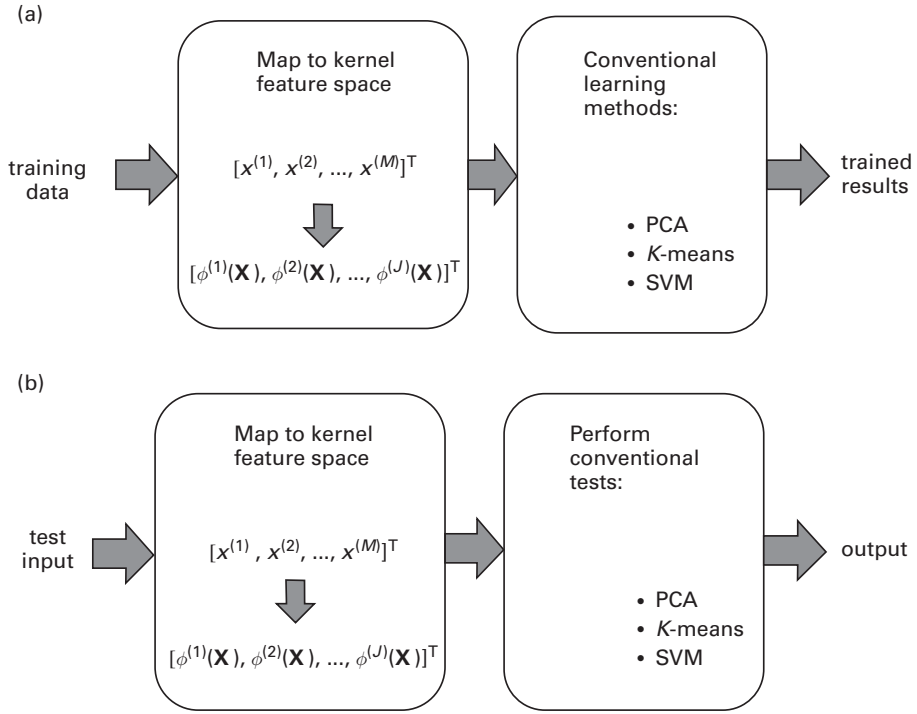 (a)
Map to kernel
feature space
Conventional
learning
methods:
training
data
[x⁽¹⁾, x⁽²⁾, ..., x⁽ᴹ⁾]ᵀ
trained
results
• PCA
• K-means
• SVM
[ϕ⁽¹⁾(X), ϕ⁽²⁾(X), ..., ϕ⁽ᴶ⁾(X)]ᵀ
(b)
Map to kernel
feature space
Perform
conventional
tests:
test
input
[x⁽¹⁾, x⁽²⁾, ..., x⁽ᴹ⁾]ᵀ
output
• PCA
• K-means
• SVM
[ϕ⁽¹⁾(X), ϕ⁽²⁾(X), ..., ϕ⁽ᴶ⁾(X)]ᵀ